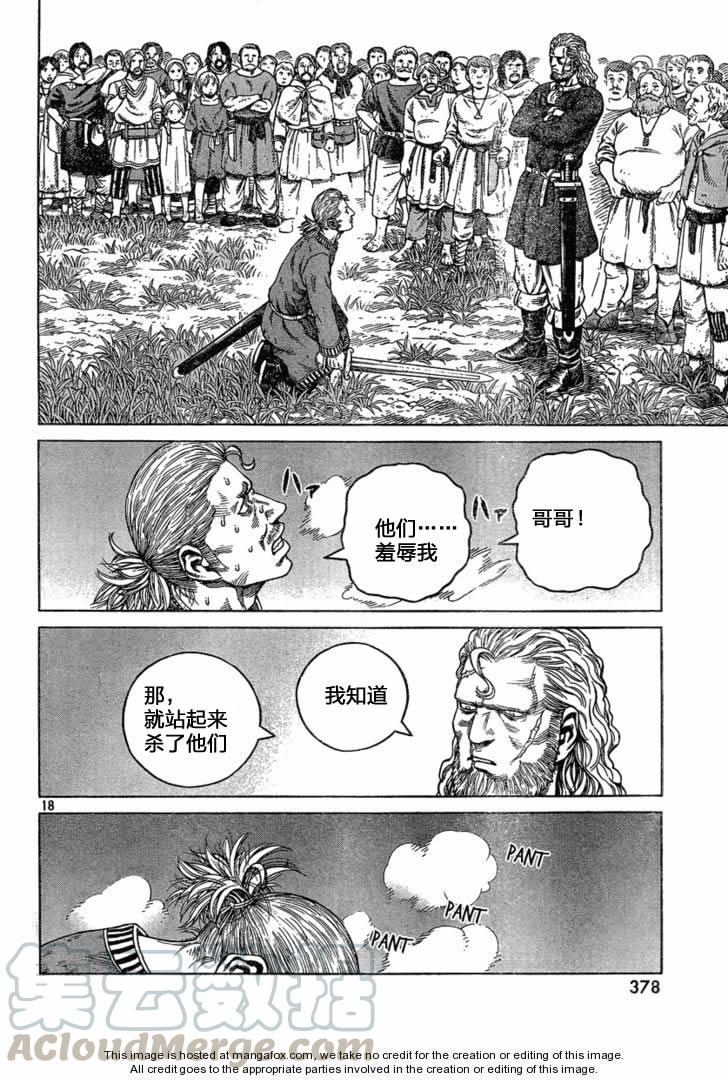 哥哥！
ハァ
他们……
羞辱我
ハァ
我知道
那，
就站起来
杀了他们
18
PANT
PANT
PANT
378
集云数据
ACloudMerge.com
This image is hosted at mangafox.com, we take no credit for the creation or editing of this image.
All credit goes to the appropriate parties involved in the creation & editing of this image.